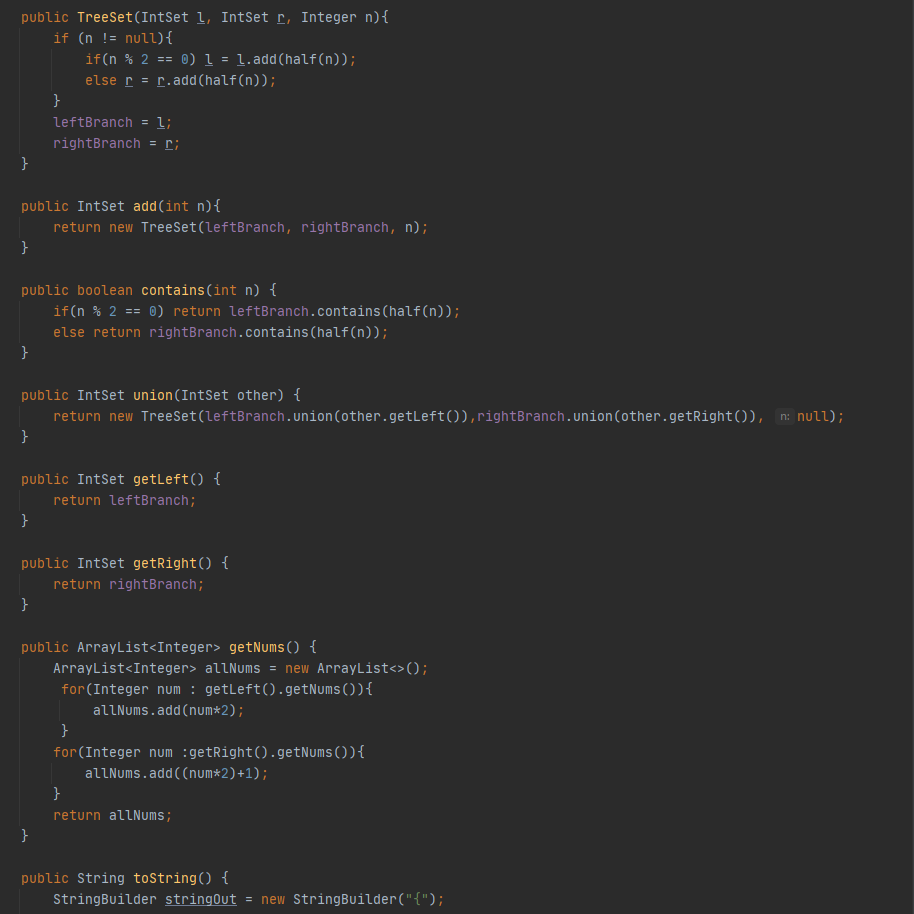 public TreeSet(IntSet l, IntSet r, Integer n){
    if (n != null){
        if(n % 2 == 0) l = l.add(half(n));
        else r = r.add(half(n));
    }
    leftBranch = l;
    rightBranch = r;
}

public IntSet add(int n){
    return new TreeSet(leftBranch, rightBranch, n);
}

public boolean contains(int n) {
    if(n % 2 == 0) return leftBranch.contains(half(n));
    else return rightBranch.contains(half(n));
}

public IntSet union(IntSet other) {
    return new TreeSet(leftBranch.union(other.getLeft()),rightBranch.union(other.getRight()), n: null);
}

public IntSet getLeft() {
    return leftBranch;
}

public IntSet getRight() {
    return rightBranch;
}

public ArrayList<Integer> getNums() {
    ArrayList<Integer> allNums = new ArrayList<>();
     for(Integer num : getLeft().getNums()){
         allNums.add(num*2);
     }
    for(Integer num :getRight().getNums()){
        allNums.add((num*2)+1);
    }
    return allNums;
}

public String toString() {
    StringBuilder stringOut = new StringBuilder("{");